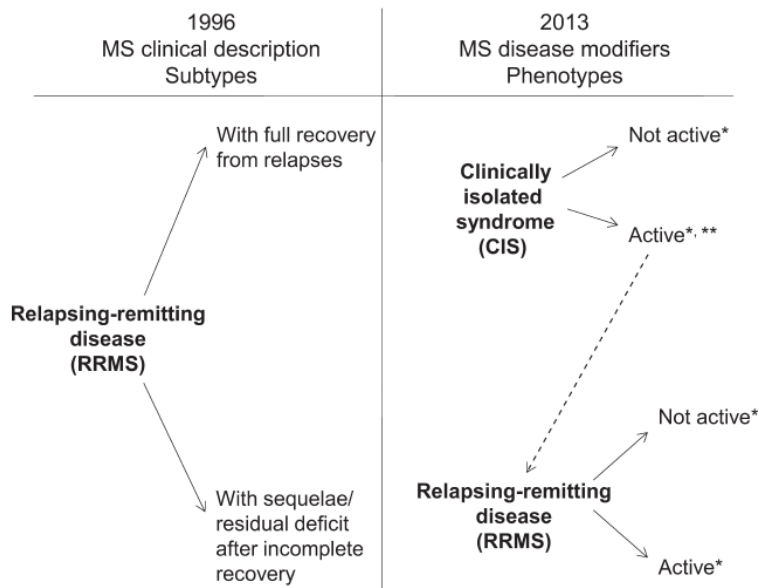 1996
MS clinical description
Subtypes
With full recovery
from relapses
Relapsing-remitting
disease
(RRMS)
With sequelae/
residual deficit
after incomplete
recovery
2013
MS disease modifiers
Phenotypes
Not active*
Clinically
isolated
syndrome
(CIS)
Active*, **
Not active*
Relapsing-remitting
disease
(RRMS)
Active*